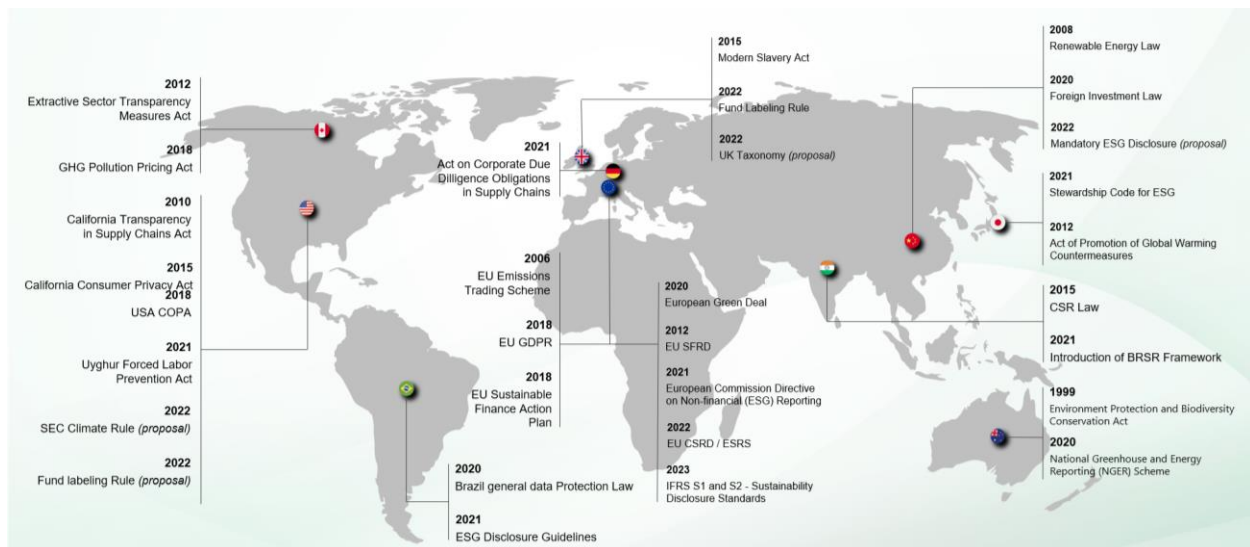 2012
Extractive Sector Transparency
Measures Act
2018
GHG Pollution Pricing Act
2010
California Transparency
in Supply Chains Act
2015
California Consumer Privacy Act
2018
USA COPA
2021
Uyghur Forced Labor
Prevention Act
2022
SEC Climate Rule (proposal)
2022
Fund labeling Rule (proposal)
2020
Brazil general data Protection Law
2021
ESG Disclosure Guidelines
2021
Act on Corporate Due
Dilligence Obligations
in Supply Chains
2015
Modern Slavery Act
2022
Fund Labeling Rule
2022
UK Taxonomy (proposal)
2006
EU Emissions
Trading Scheme
2018
EU GDPR
2018
EU Sustainable
Finance Action
Plan
2020
European Green Deal
2012
EU SFRD
2021
European Commission Directive
on Non-financial (ESG) Reporting
2022
EU CSRD / ESRS
2023
IFRS S1 and S2 - Sustainability
Disclosure Standards
2008
Renewable Energy Law
2020
Foreign Investment Law
2022
Mandatory ESG Disclosure (proposal)
2021
Stewardship Code for ESG
2012
Act of Promotion of Global Warming
Countermeasures
2015
CSR Law
2021
Introduction of BRSR Framework
1999
Environment Protection and Biodiversity
Conservation Act
2020
National Greenhouse and Energy
Reporting (NGER) Scheme